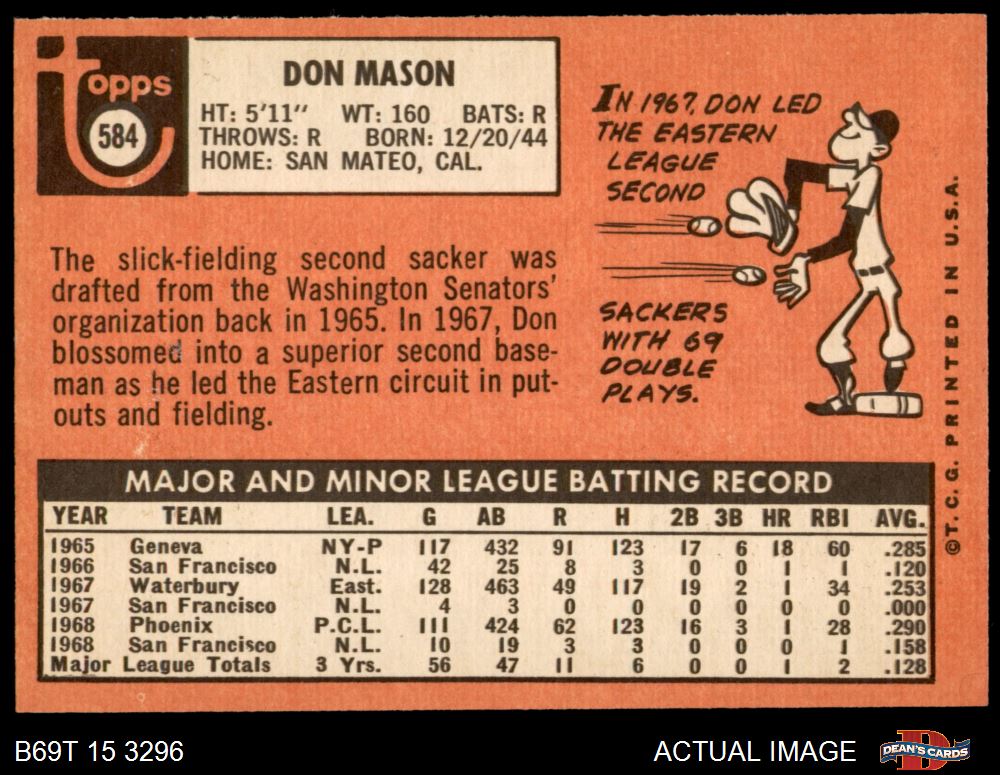 Topps
584
DON MASON
HT: 5'11" WT: 160 BATS: R
THROWS: R BORN: 12/20/44
HOME: SAN MATEO, CAL.
The slick-fielding second sacker was
drafted from the Washington Senators'
organization back in 1965. In 1967, Don
blossomed into a superior second base-
man as he led the Eastern circuit in put-
outs and fielding.
IN 1967, DON LED
THE EASTERN
LEAGUE
SECOND
SACKERS
WITH 69
DOUBLE
PLAYS.
©T.C.G. PRINTED IN U.S.A.
MAJOR AND MINOR LEAGUE BATTING RECORD
YEAR TEAM LEA. G AB R H 2B 3B HR RBI AVG.
1965 Geneva NY-P 117 432 91 123 17 6 18 60 .285
1966 San Francisco N.L. 42 25 8 3 0 0 1 1 .120
1967 Waterbury East. 128 463 49 117 19 2 1 34 .253
1967 San Francisco N.L. 4 3 0 0 0 0 0 0 .000
1968 Phoenix P.C.L. 111 424 62 123 16 3 1 28 .290
1968 San Francisco N.L. 10 19 3 3 0 0 0 1 .158
Major League Totals 3 Yrs. 56 47 11 6 0 0 1 2 .128
B69T 15 3296
ACTUAL IMAGE
DEAN'S CARDS